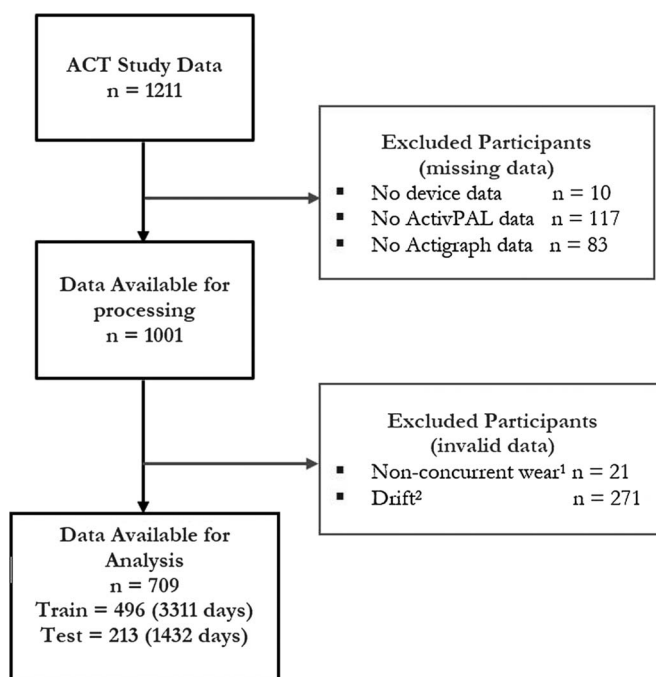 ACT Study Data
n = 1211
Excluded Participants
(missing data)
▪ No device data n = 10
▪ No ActivPAL data n = 117
▪ No Actigraph data n = 83
Data Available for
processing
n = 1001
Excluded Participants
(invalid data)
▪ Non-concurrent wear¹ n = 21
▪ Drift² n = 271
Data Available for
Analysis
n = 709
Train = 496 (3311 days)
Test = 213 (1432 days)